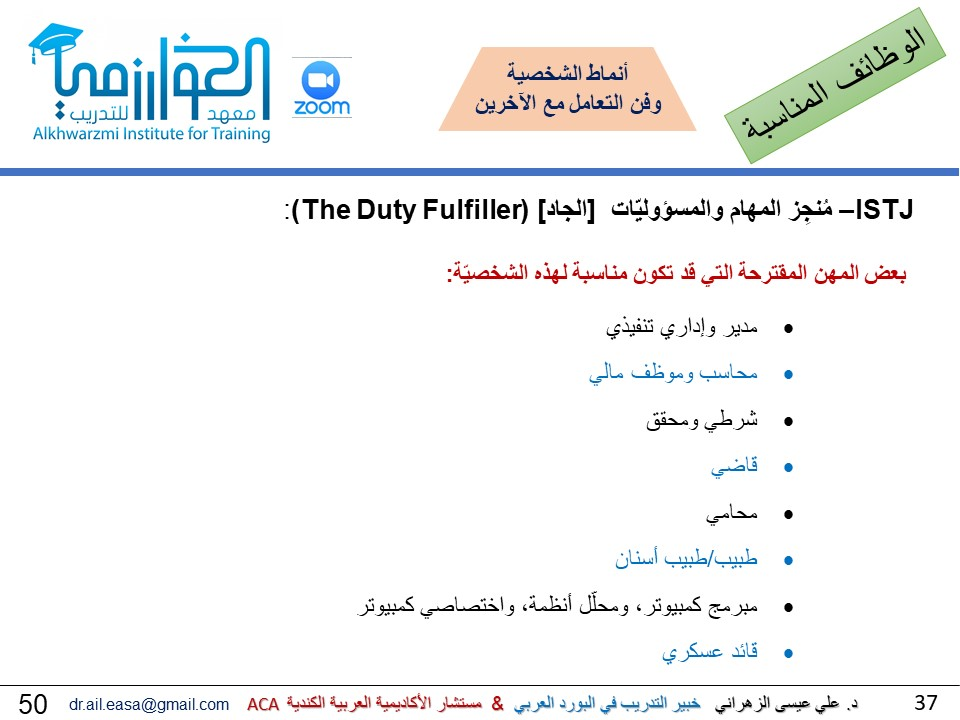 الخوارزمي
معهد للتدريب
Alkhwarzmi Institute for Training
zoom
أنماط الشخصية
وفن التعامل مع الآخرين
الوظائف المناسبة
ISTJ– مُنجِز المهام والمسؤوليّات [الجاد] (The Duty Fulfiller):
بعض المهن المقترحة التي قد تكون مناسبة لهذه الشخصيّة:
• مدير وإداري تنفيذي
• محاسب وموظف مالي
• شرطي ومحقق
• قاضي
• محامي
• طبيب/طبيب أسنان
• مبرمج كمبيوتر، ومحلّل أنظمة، واختصاصي كمبيوتر
• قائد عسكري
37 د. علي عيسى الزهراني خبير التدريب في البورد العربي & مستشار الأكاديمية العربية الكندية ACA dr.ail.easa@gmail.com 50